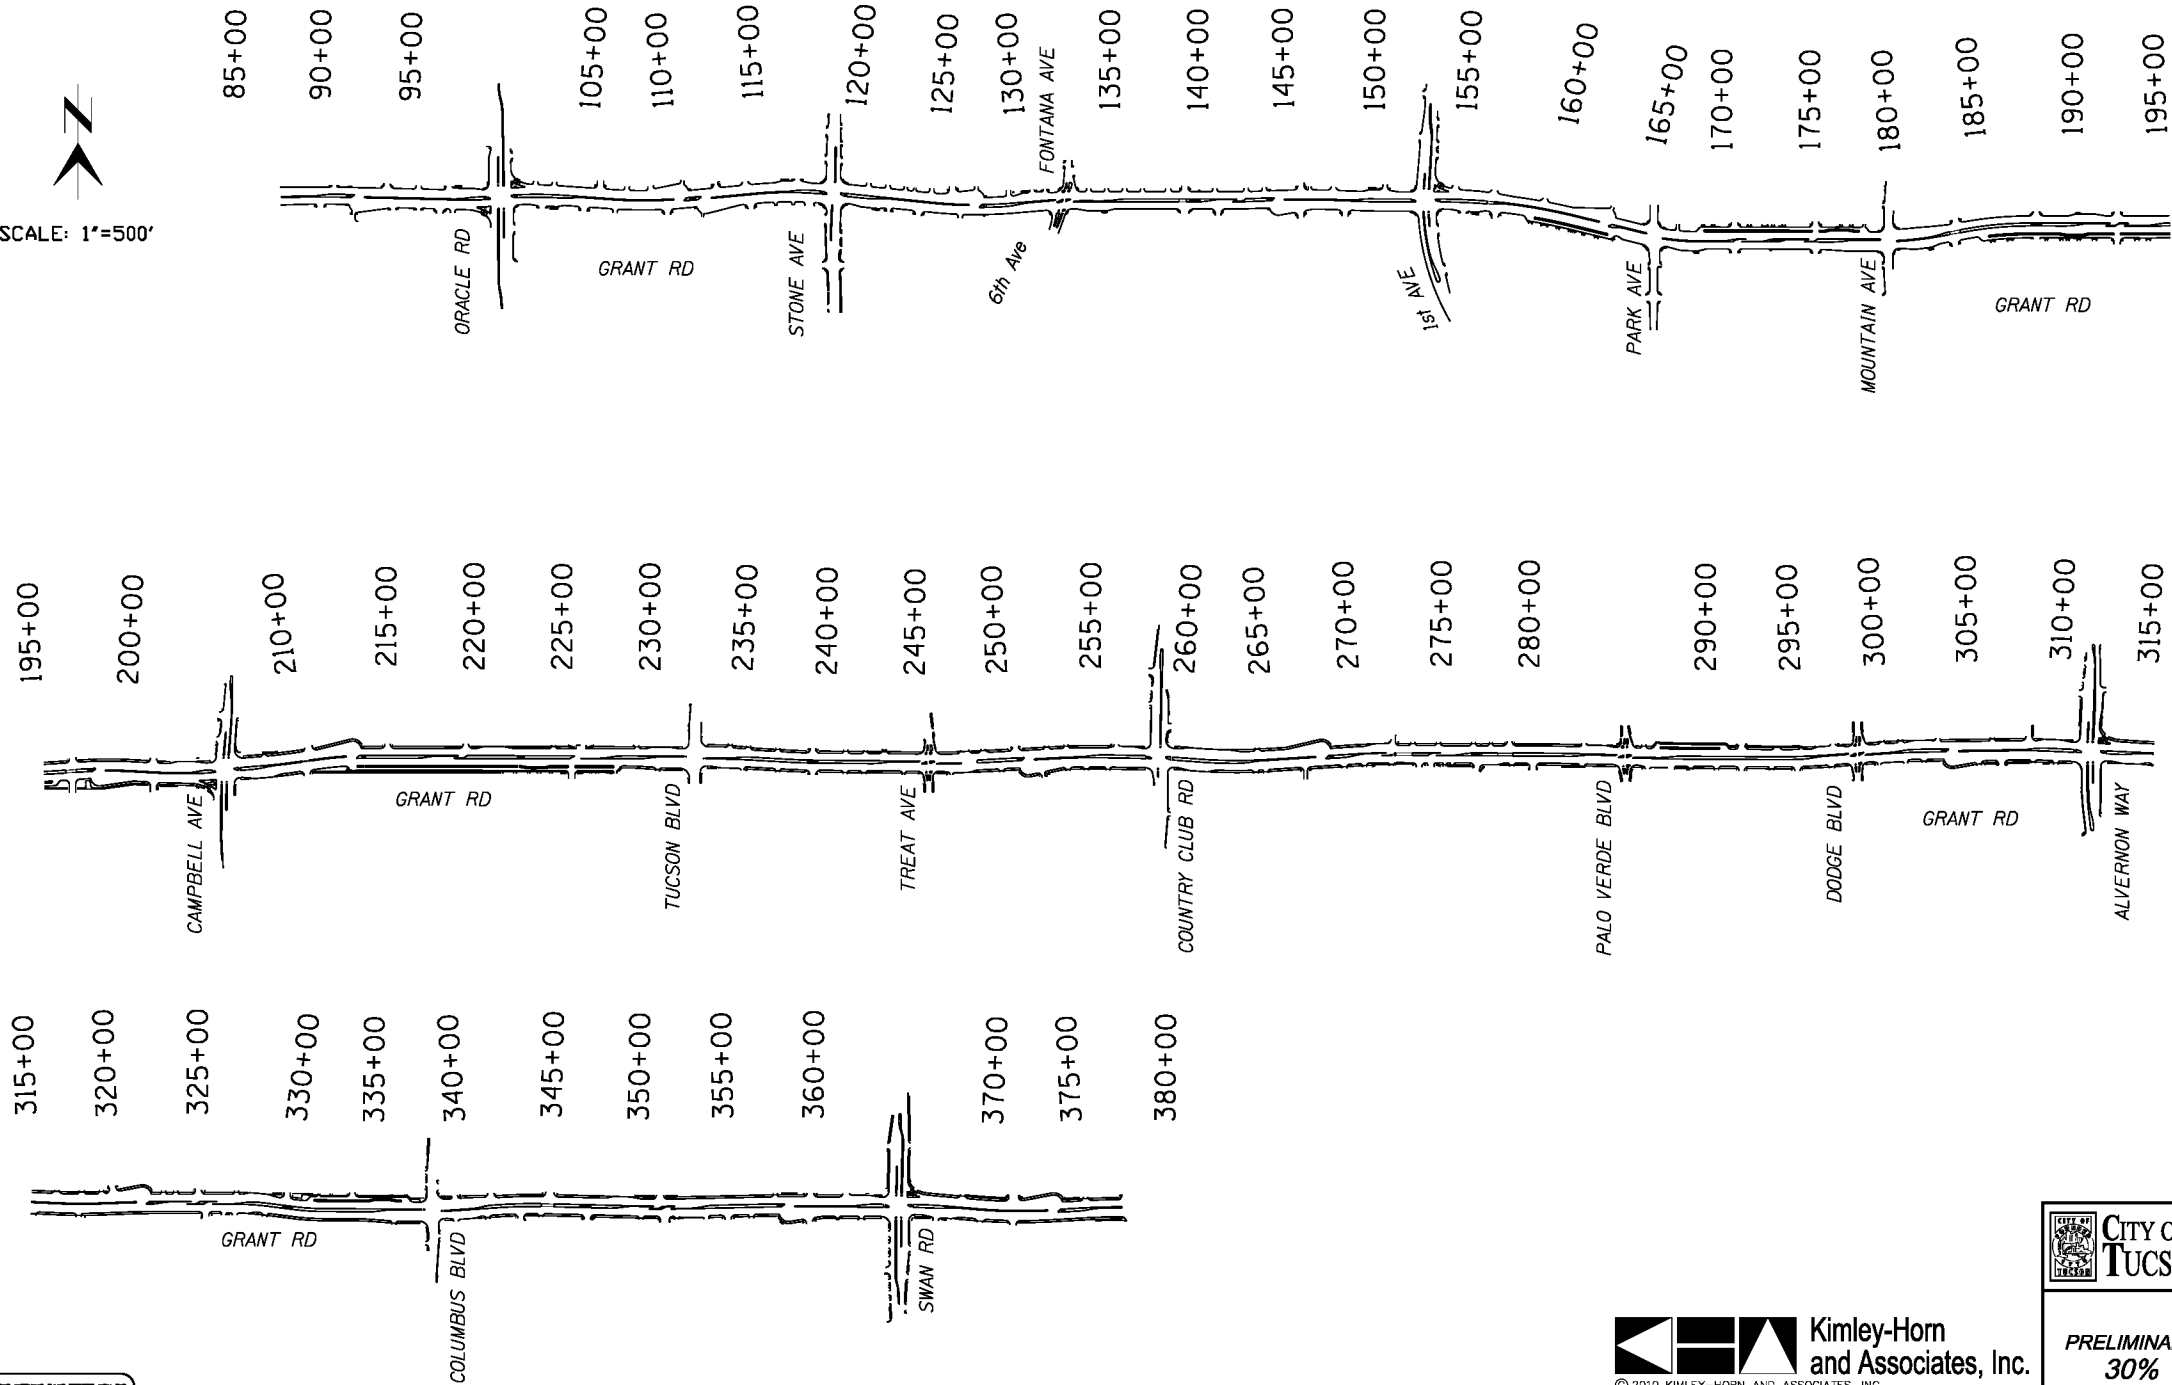 85+00
90+00
95+00
105+00
110+00
115+00
120+00
125+00
130+00
FONTANA AVE
135+00
140+00
145+00
150+00
155+00
160+00
165+00
170+00
175+00
180+00
185+00
190+00
195+00
N
SCALE: 1"=500'
ORACLE RD
GRANT RD
STONE AVE
6th Ave
1st AVE
PARK AVE
MOUNTAIN AVE
GRANT RD
195+00
200+00
210+00
215+00
220+00
225+00
230+00
235+00
240+00
245+00
250+00
255+00
260+00
265+00
270+00
275+00
280+00
290+00
295+00
300+00
305+00
310+00
315+00
CAMPBELL AVE
GRANT RD
TUCSON BLVD
TREAT AVE
COUNTRY CLUB RD
PALO VERDE BLVD
DODGE BLVD
GRANT RD
ALVERNON WAY
315+00
320+00
325+00
330+00
335+00
340+00
345+00
350+00
355+00
360+00
370+00
375+00
380+00
GRANT RD
COLUMBUS BLVD
SWAN RD
CITY OF
TUCSON
CITY O
TUCS
Kimley-Horn
and Associates, Inc.
© 2010 KIMLEY-HORN AND ASSOCIATES, INC.
PRELIMINA
30%